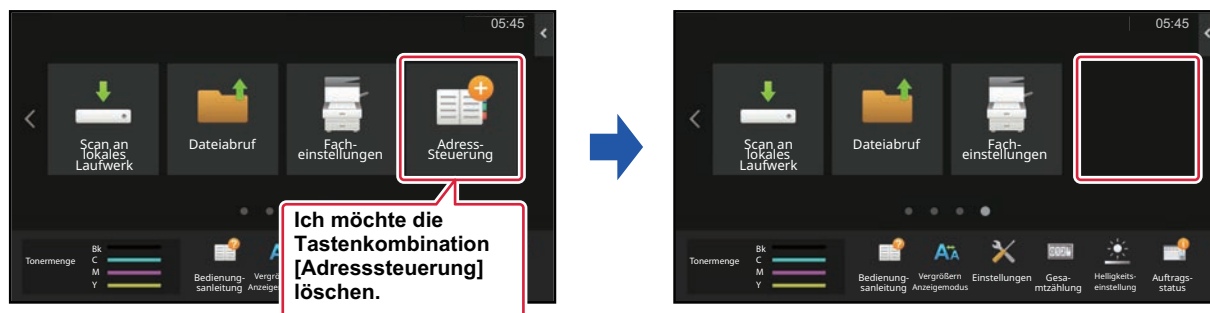 05:45
Scan an
lokales
Laufwerk
Dateiabruf
Fach-
einstellungen
Adress-
Steuerung
Ich möchte die
Tastenkombination
[Adresssteuerung]
löschen.
Tonermenge
Bk
C
M
Y
Bedienung-
sanleitung
Vergrö
Anzeige
05:45
Scan an
lokales
Laufwerk
Dateiabruf
Fach-
einstellungen
Tonermenge
Bk
C
M
Y
Bedienung-
sanleitung
Vergrößern
Anzeigemodus
Einstellungen
Gesa-
mtzählung
Helligkeits-
einstellung
Auftrags-
status